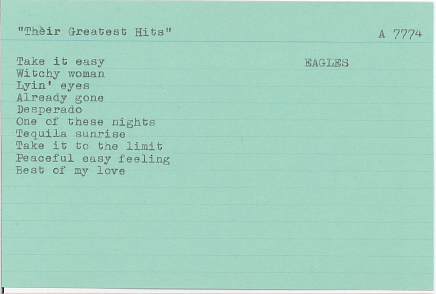 "Their Greatest Hits"
A 7774
Take it easy
EAGLES
Witchy woman
Lyin' eyes
Already gone
Desperado
One of these nights
Tequila sunrise
Take it to the limit
Peaceful easy feeling
Best of my love